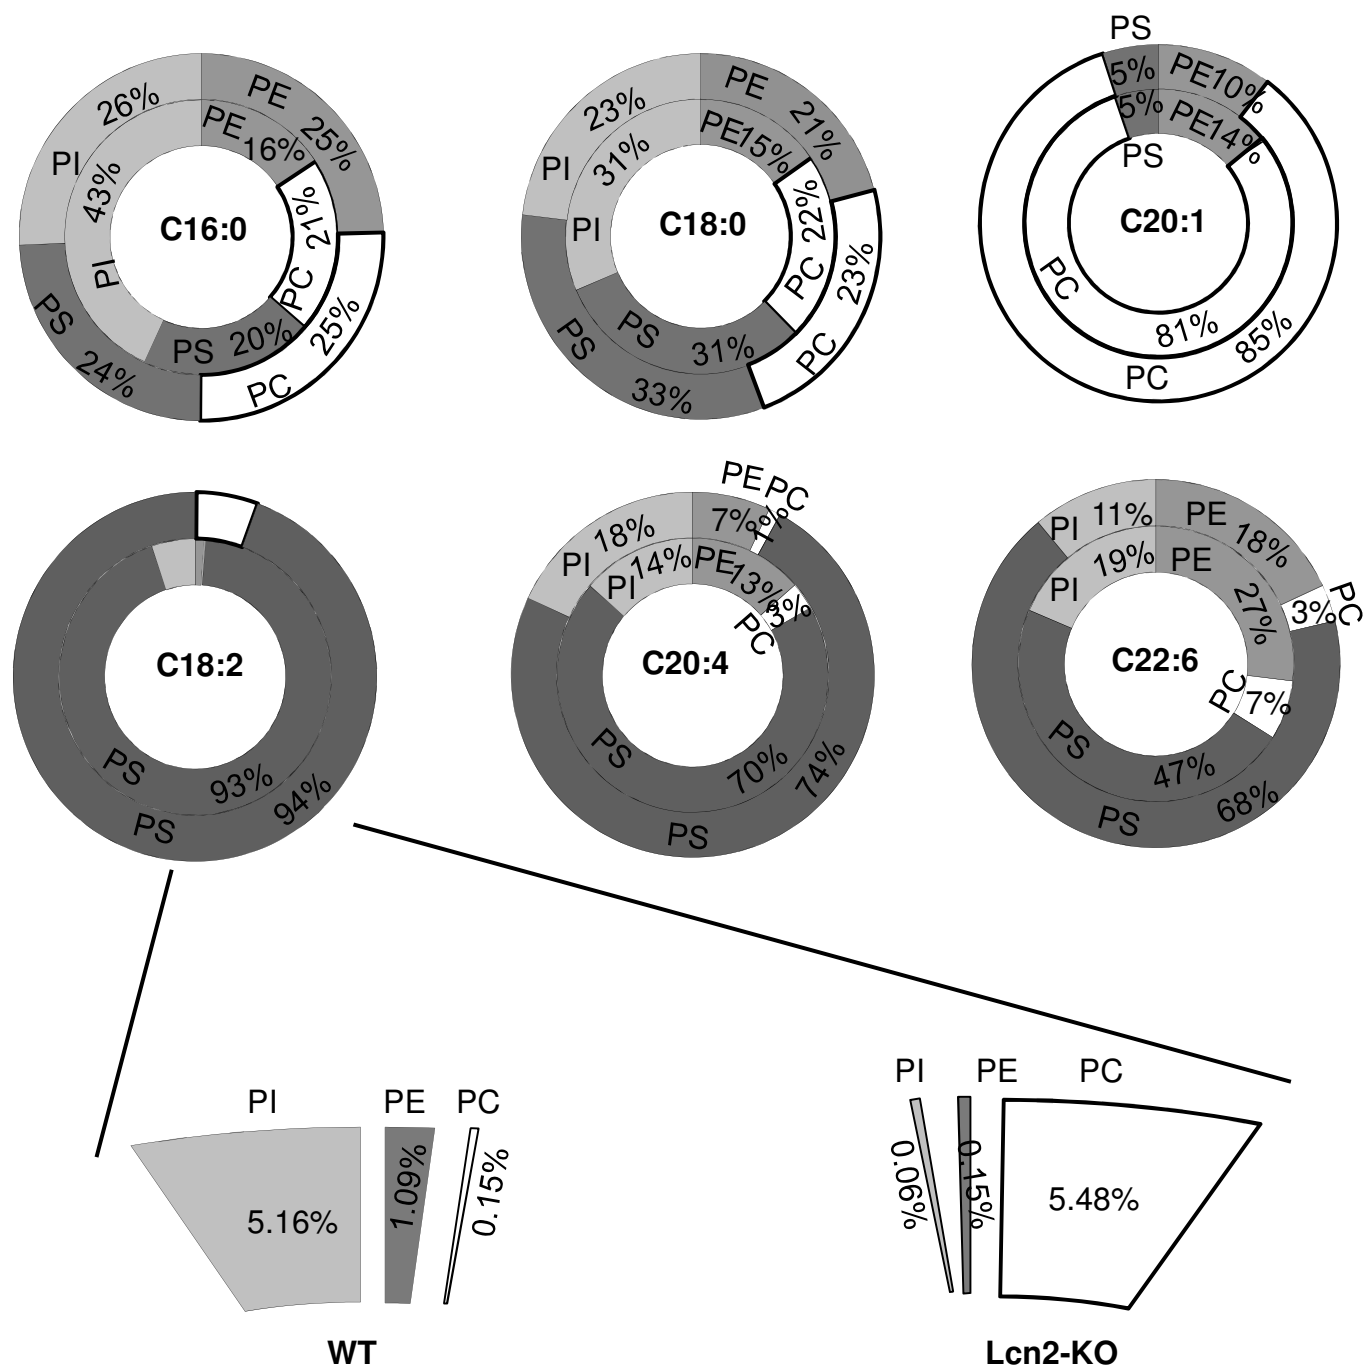 PE
25%
26%
PI
PE
16%
43%
PI
21%
PC
C16:0
PS
20%
25%
PC
PS
24%
PE
21%
23%
PI
PE15%
31%
PI
22%
PC
C18:0
PS
31%
23%
PC
PS
33%
PS
5%
PE10%
5%
PE14%
PS
C20:1
PC
81%
85%
PC
C18:2
PS
93%
94%
PS
PE
PC
7%
1%
18%
PI
PE
13%
14%
PI
3%
PC
C20:4
PS
70%
74%
PS
PI
11%
PE
18%
PI
19%
PE
27%
3%
PC
PC
7%
C22:6
PS
47%
68%
PS
PI
PE
PC
5.16%
1.09%
0.15%
WT
PI
PE
PC
0.06%
0.15%
5.48%
Lcn2-KO